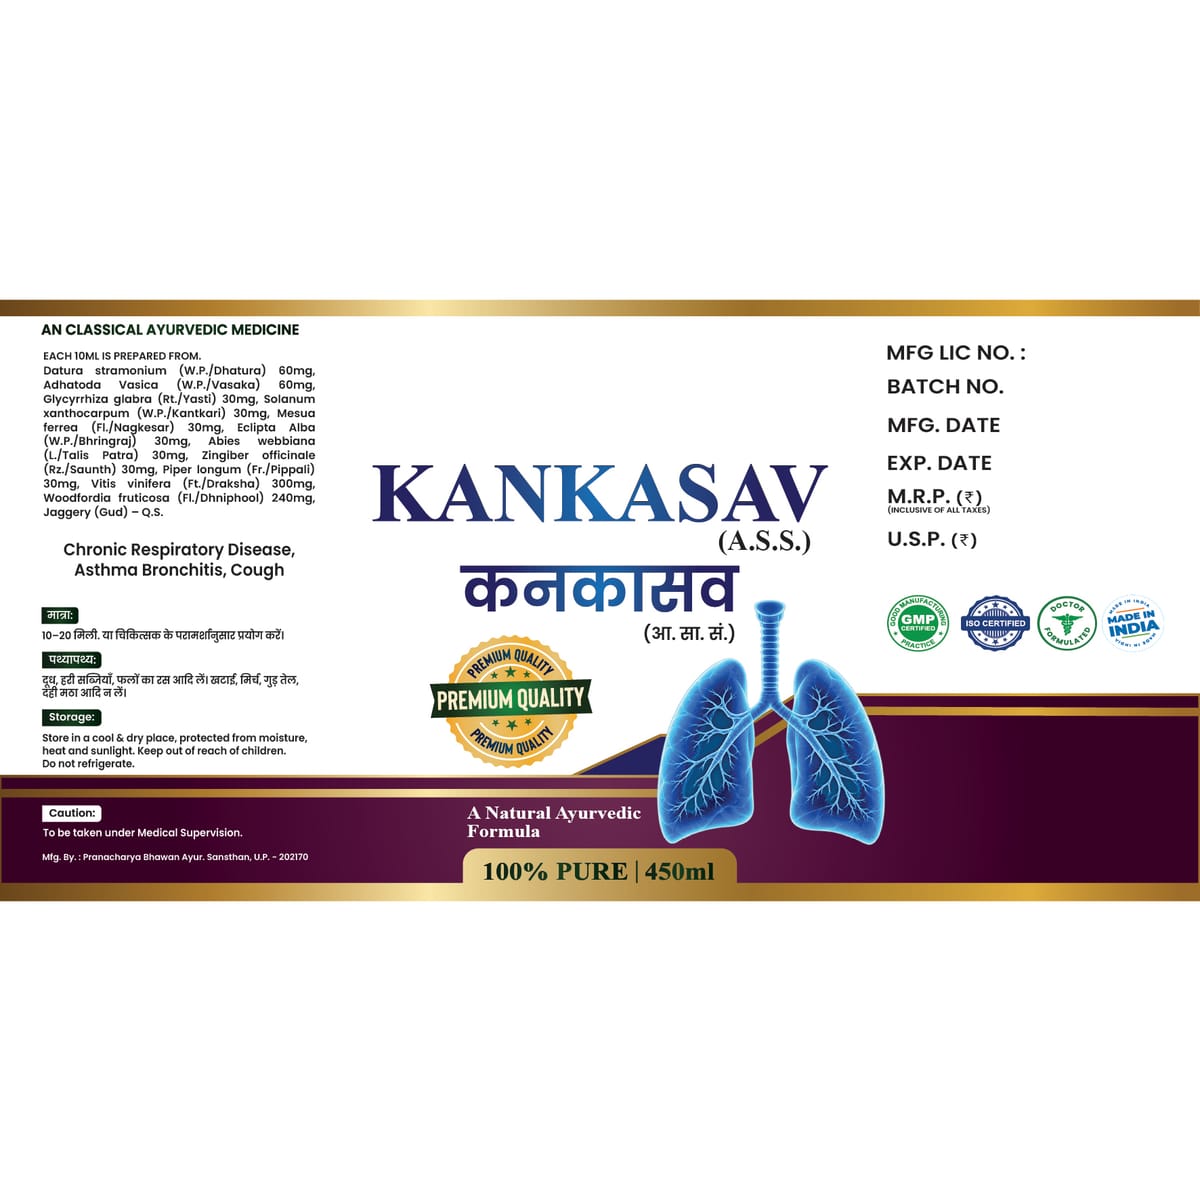 AN CLASSICAL AYURVEDIC MEDICINE
EACH 10ML IS PREPARED FROM.
Datura stramonium (W.P./Dhatura) 60mg,
Adhatoda Vasica (W.P./Vasaka) 60mg,
Glycyrrhiza glabra (Rt./Yasti) 30mg, Solanum
xanthocarpum (W.P./Kantkari) 30mg, Mesua
ferrea (Fl./Nagkesar) 30mg, Eclipta Alba
(W.P./Bhringraj) 30mg, Abies webbiana
(L./Talis Patra) 30mg, Zingiber officinale
(Rz./Saunth) 30mg, Piper longum (Fr./Pippali)
30mg, Vitis vinifera (Ft./Draksha) 300mg,
Woodfordia fruticosa (Fl./Dhniphool) 240mg,
Jaggery (Gud) – Q.S.
Chronic Respiratory Disease,
Asthma Bronchitis, Cough
मात्रा:
10-20 मिली. या चिकित्सक के परामर्शानुसार प्रयोग करें।
पथ्यापथ्य:
दूध, हरी सब्जियाँ, फलों का रस आदि लें। खटाई, मिर्च, गुड़ तेल,
दही मठा आदि न लें।
Storage:
Store in a cool & dry place, protected from moisture,
heat and sunlight. Keep out of reach of children.
Do not refrigerate.
Caution:
To be taken under Medical Supervision.
Mfg. By. : Pranacharya Bhawan Ayur. Sansthan, U.P. - 202170
KANKASAV
(A.S.S.)
कनकासव
(आ. सा. सं.)
PREMIUM QUALITY
PREMIUM QUALITY
PREMIUM QUALITY
A Natural Ayurvedic
Formula
100% PURE | 450ml
MFG LIC NO. :
BATCH NO.
MFG. DATE
EXP. DATE
M.R.P. (₹)
(INCLUSIVE OF ALL TAXES)
U.S.P. (₹)
GOOD MANUFACTURING
GMP
CERTIFIED
PRACTICE
ISO CERTIFIED
DOCTOR
FORMULATED
MADE IN INDIA
MADE IN
INDIA
MADE IN INDIA